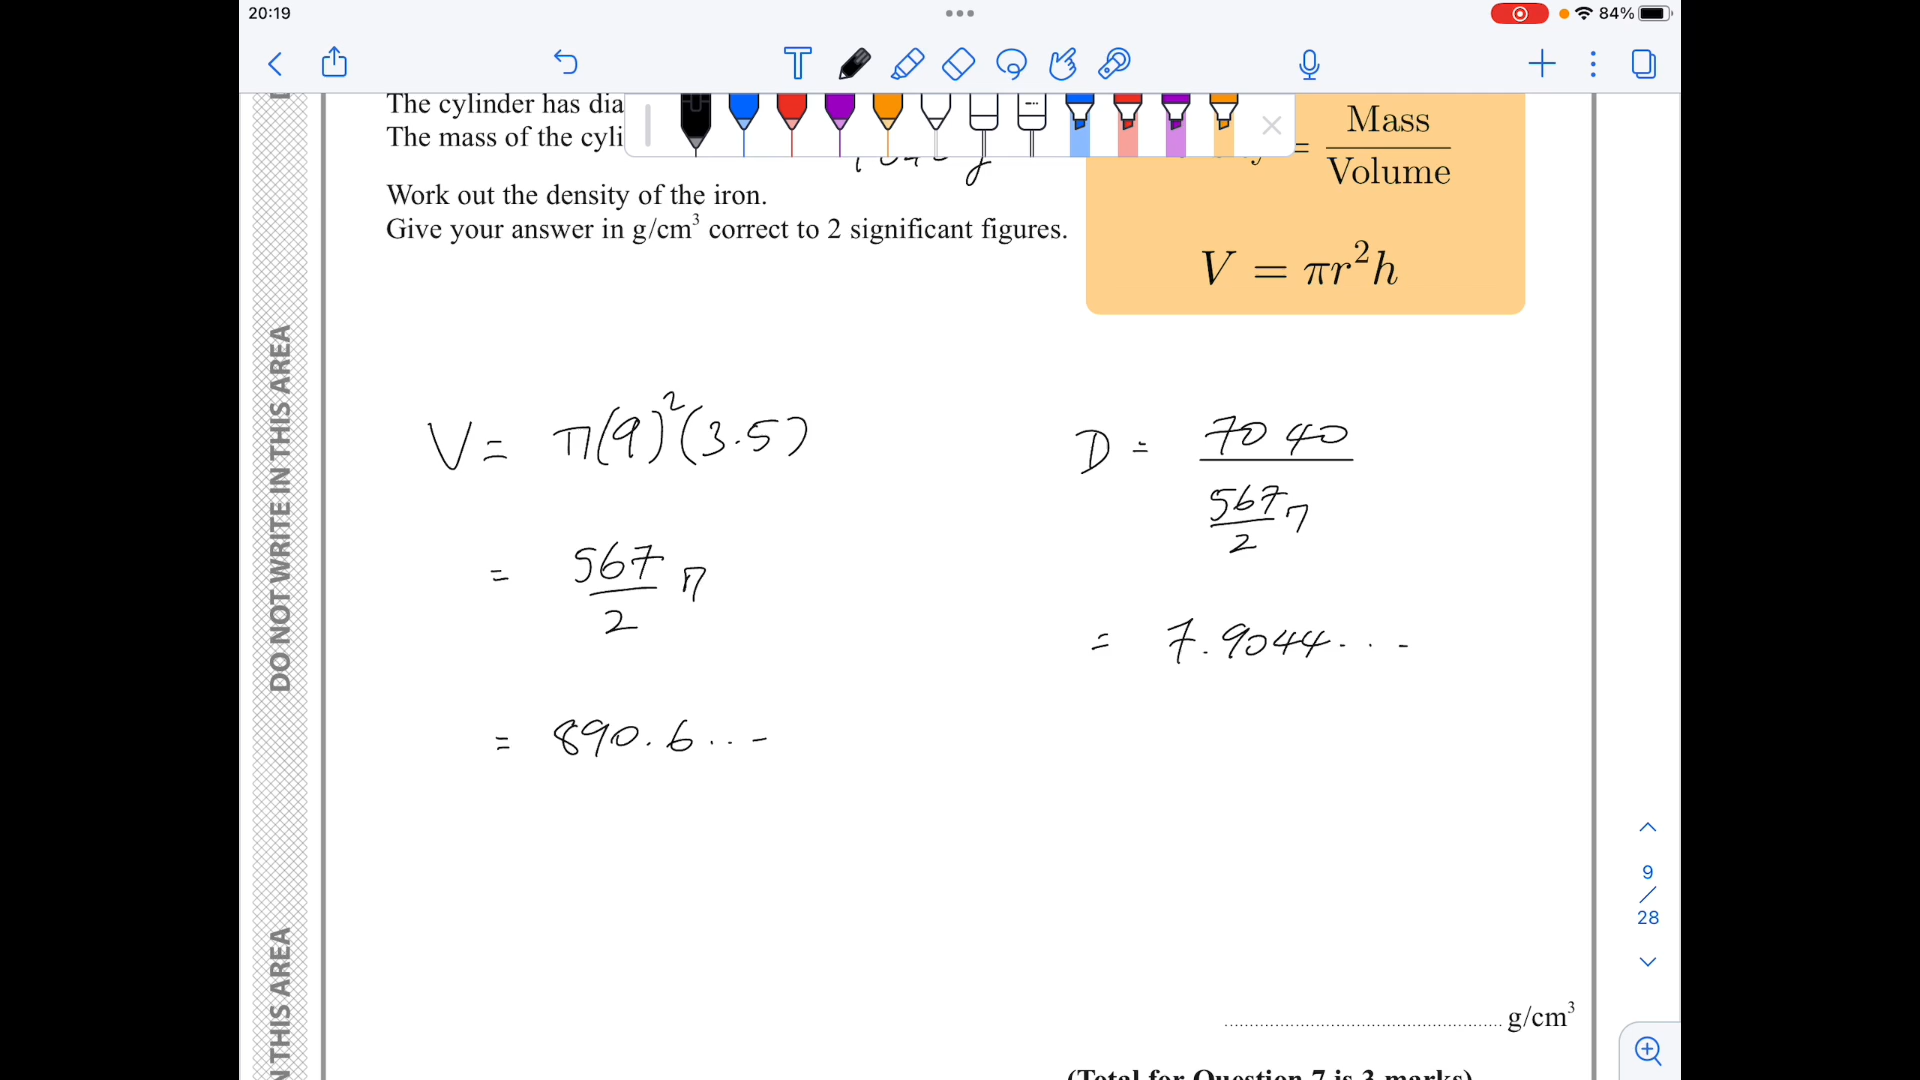 20:19
84%
The cylinder has dia
The mass of the cyli
Work out the density of the iron.
Give your answer in g/cm³ correct to 2 significant figures.
= Mass
Volume
V = πr²h
V = π(9)²(3.5)
= 567
2 π
= 890.6...
D = 7040
567
2 π
= 7.9044...
DO NOT WRITE IN THIS AREA
N THIS AREA
9
/
28
g/cm³
(Total for Question 7 is 3 marks)